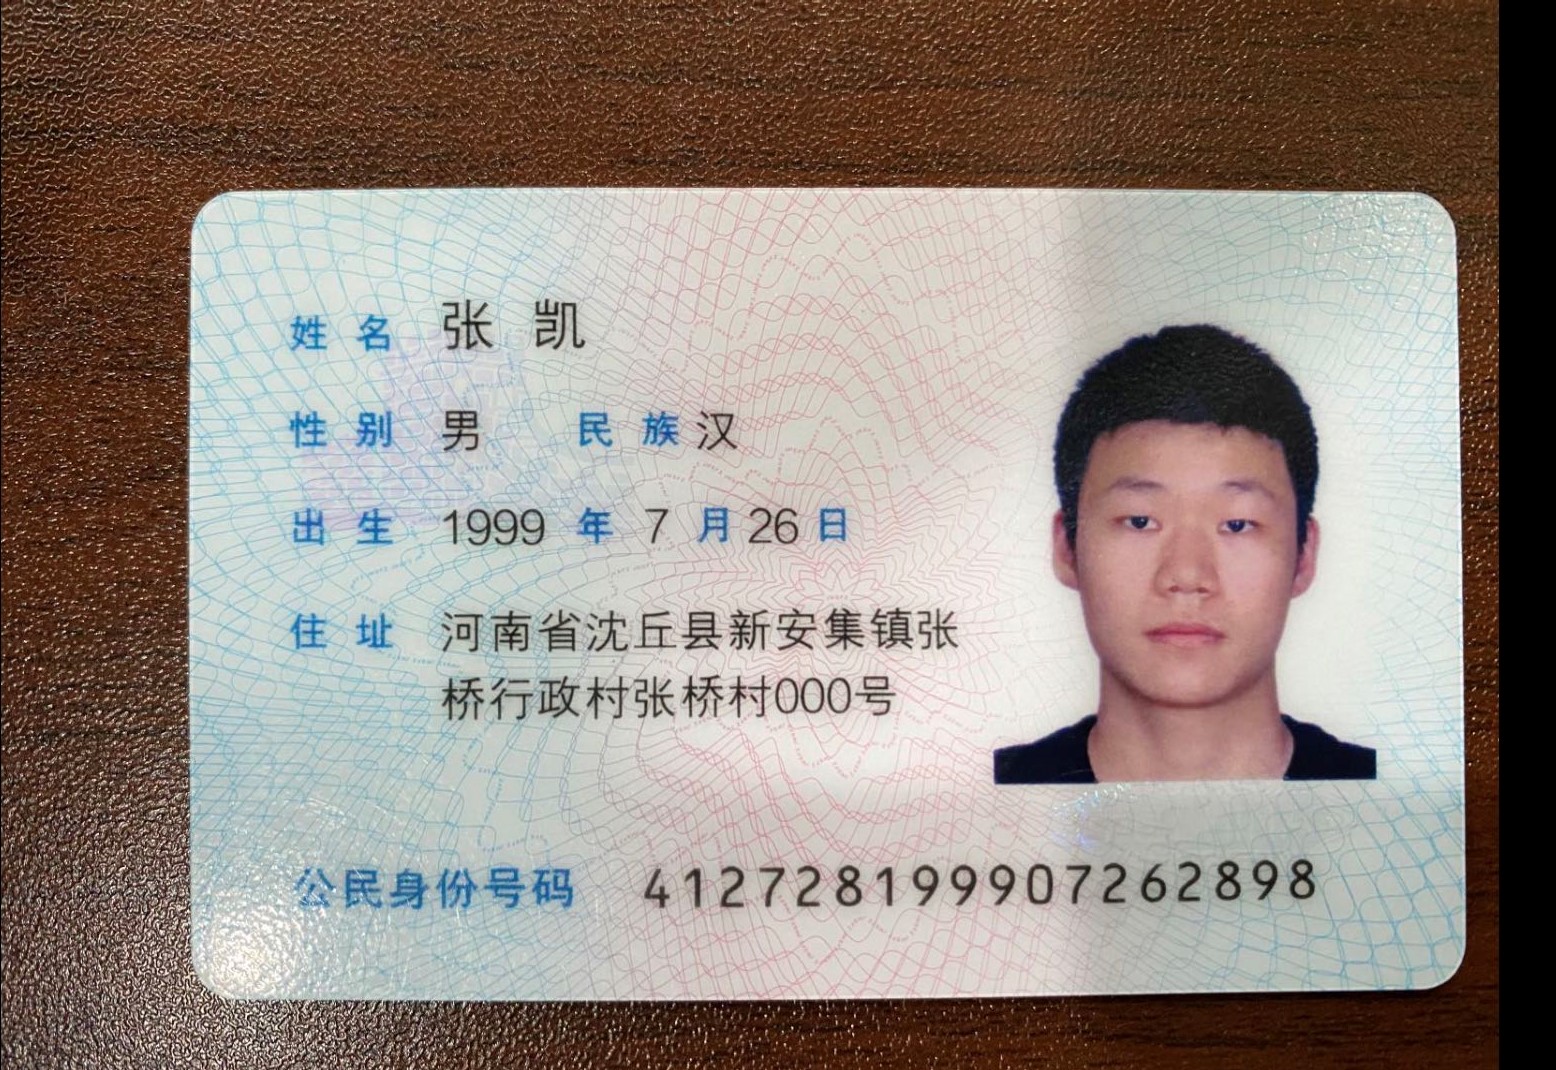 姓名 张凯
性别 男 民族 汉
出生 1999 年 7 月 26 日
住址 河南省沈丘县新安集镇张
桥行政村张桥村000号
公民身份号码 412728199907262898